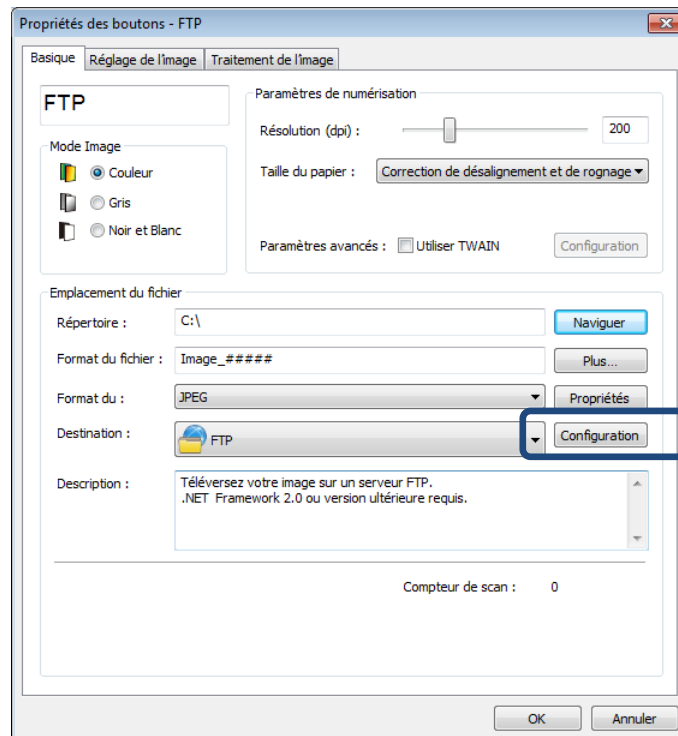 Propriétés des boutons - FTP
Basique Réglage de l'image Traitement de l'image
FTP
Mode Image
Couleur
Gris
Noir et Blanc
Paramètres de numérisation
Résolution (dpi) : 200
Taille du papier : Correction de désalignement et de rognage
Paramètres avancés : Utiliser TWAIN Configuration
Emplacement du fichier
Répertoire : C:\ Naviguer
Format du fichier : Image_##### Plus...
Format du : JPEG Propriétés
Destination : FTP Configuration
Description : Téléversez votre image sur un serveur FTP.
.NET Framework 2.0 ou version ultérieure requis.
Compteur de scan : 0
OK Annuler